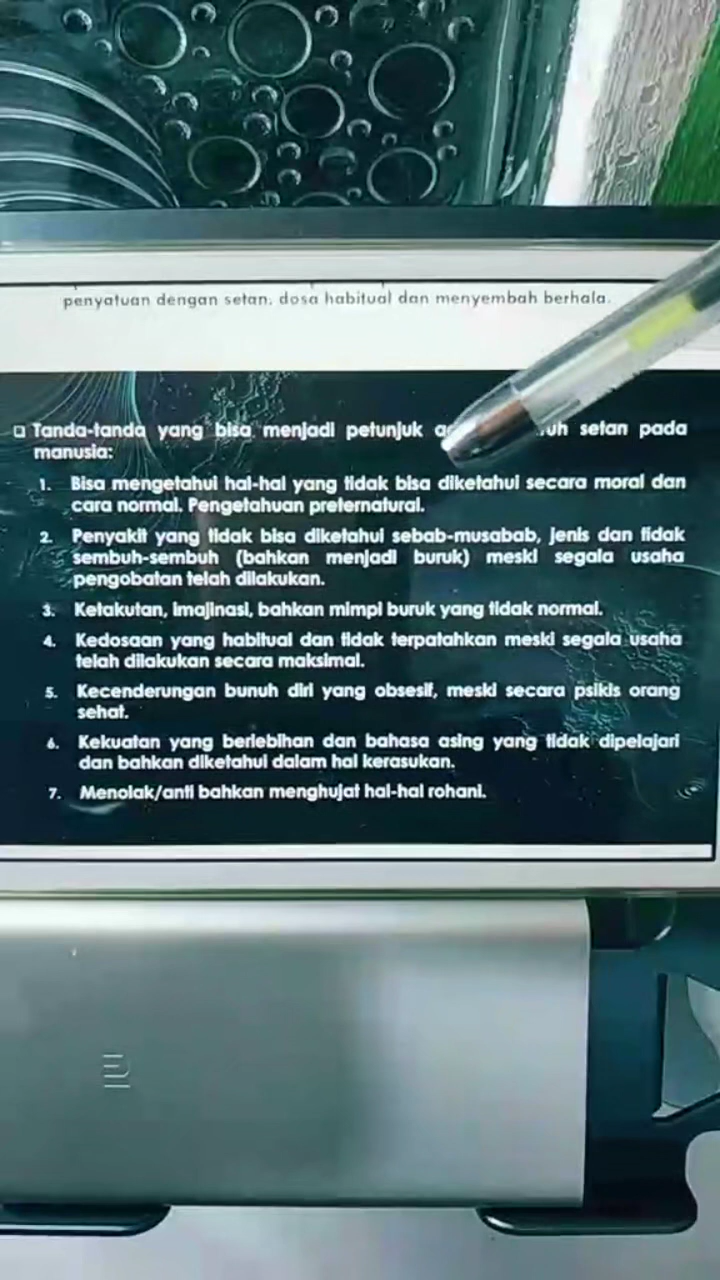 penyatuan dengan setan, dosa habitual dan menyembah berhala.
Tanda-tanda yang bisa menjadi petunjuk setan pada
manusia:
1. Bisa mengetahui hal-hal yang tidak bisa diketahui secara moral dan
cara normal. Pengetahuan preternatural.
2. Penyakit yang tidak bisa diketahui sebab-musabab, jenis dan tidak
sembuh-sembuh (bahkan menjadi buruk) meski segala usaha
pengobatan telah dilakukan.
3. Ketakutan, imajinasi, bahkan mimpi buruk yang tidak normal.
4. Kedosaan yang habitual dan tidak terpatahkan meski segala usaha
telah dilakukan secara maksimal.
5. Kecenderungan bunuh diri yang obsesif, meski secara psikis orang
sehat.
6. Kekuatan yang berlebihan dan bahasa asing yang tidak dipelajari
dan bahkan diketahui dalam hal kerasukan.
7. Menolak/anti bahkan menghujat hal-hal rohani.